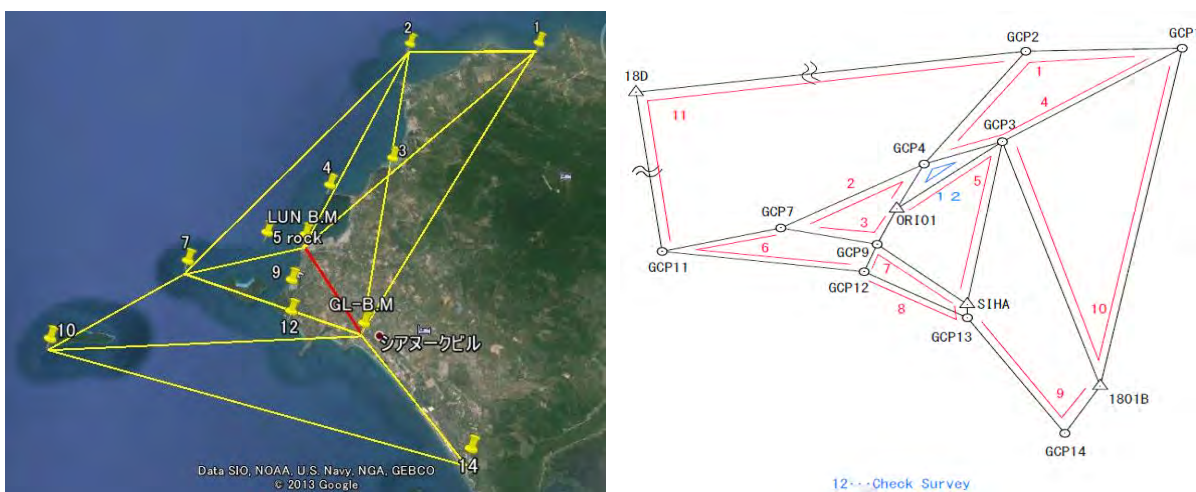 2
1
3
4
LUN B.M
5 rock
7
9
GL-B.M
12
シアヌークビル
10
14
Data SIO, NOAA, U.S. Navy, NGA, GEBCO
© 2013 Google
GCP2
GCP1
18D
1
11
4
GCP3
GCP4
2
5
1 2
ORI01
3
GCP7
6
GCP9
7
GCP11
GCP12
8
SIHA
10
GCP13
9
1801B
GCP14
12···Check Survey